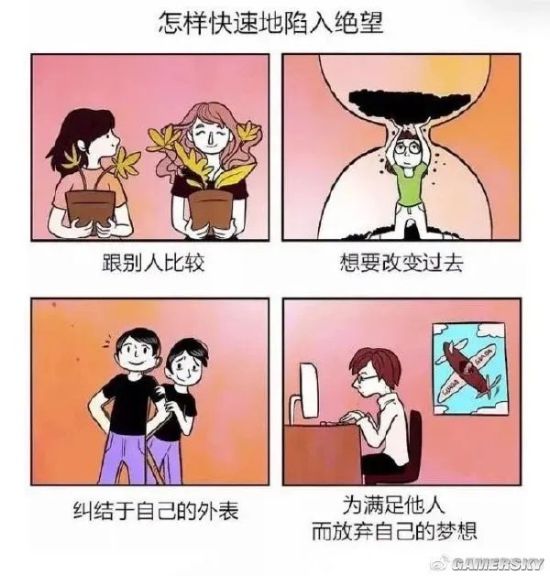 怎样快速地陷入绝望
跟别人比较
想要改变过去
纠结于自己的外表
为满足他人
而放弃自己的梦想
GAMERSKY